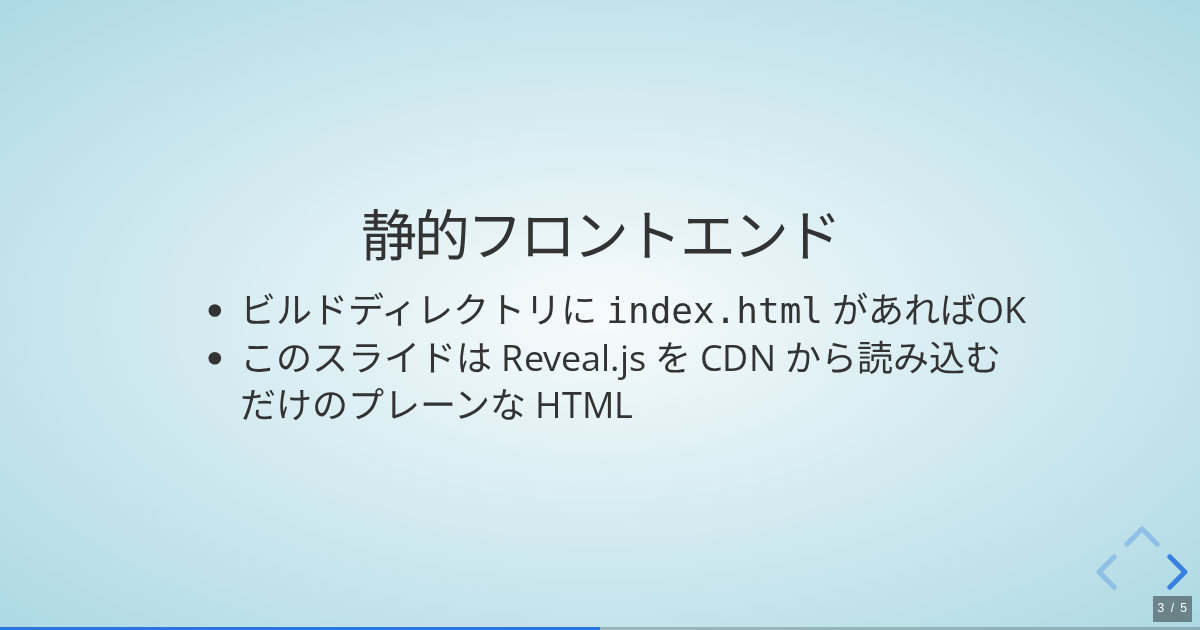 静的フロントエンド
ビルドディレクトリに index.html があればOK
このスライドは Reveal.js を CDN から読み込む
だけのプレーンな HTML
3 / 5